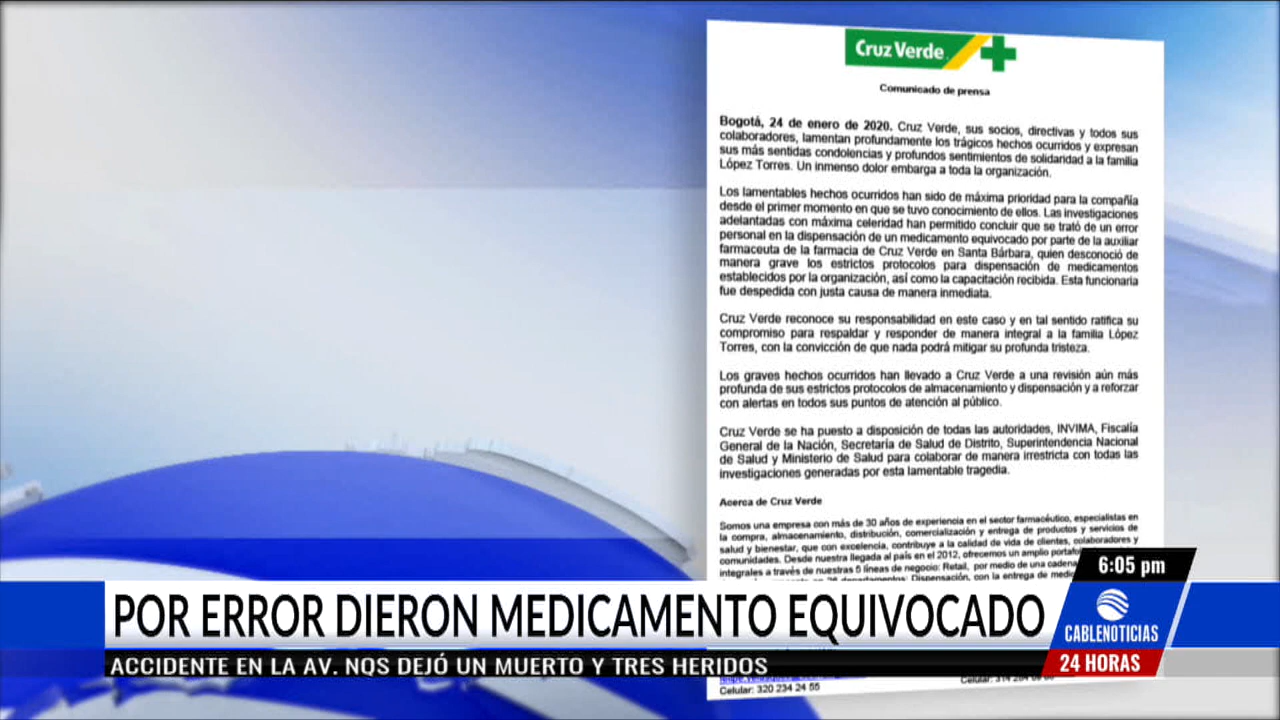 Cruz Verde
Comunicado de prensa
Bogotá, 24 de enero de 2020. Cruz Verde, sus socios, directivas y todos sus
colaboradores, lamentan profundamente los trágicos hechos ocurridos y expresan
sus más sentidas condolencias y profundos sentimientos de solidaridad a la familia
López Torres. Un inmenso dolor embarga a toda la organización.
Los lamentables hechos ocurridos han sido de máxima prioridad para la compañía
desde el primer momento en que se tuvo conocimiento de ellos. Las investigaciones
adelantadas con máxima celeridad han permitido concluir que se trató de un error
personal en la dispensación de un medicamento equivocado por parte de la auxiliar
farmaceuta de la farmacia de Cruz Verde en Santa Bárbara, quien desconoció de
manera grave los estrictos protocolos para dispensación de medicamentos
establecidos por la organización, así como la capacitación recibida. Esta funcionaria
fue despedida con justa causa de manera inmediata.
Cruz Verde reconoce su responsabilidad en este caso y en tal sentido ratifica su
compromiso para respaldar y responder de manera integral a la familia López
Torres, con la convicción de que nada podrá mitigar su profunda tristeza.
Los graves hechos ocurridos han llevado a Cruz Verde a una revisión aún más
profunda de sus estrictos protocolos de almacenamiento y dispensación y a reforzar
con alertas en todos sus puntos de atención al público.
Cruz Verde se ha puesto a disposición de todas las autoridades, INVIMA, Fiscalía
General de la Nación, Secretaría de Salud de Distrito, Superintendencia Nacional
de Salud y Ministerio de Salud para colaborar de manera irrestricta con todas las
investigaciones generadas por esta lamentable tragedia.
Acerca de Cruz Verde
Somos una empresa con más de 30 años de experiencia en el sector farmacéutico, especialistas en
la compra, almacenamiento, distribución, comercialización y entrega de productos y servicios de
salud y bienestar, que con excelencia, contribuye a la calidad de vida de clientes, colaboradores y
comunidades. Desde nuestra llegada al país en el 2012, ofrecemos un amplio
integrales a través de nuestras 5 líneas de negocio: Retail, por medio de una cadena
departamentos: Dispensación, con la entrega de
6:05 pm
POR ERROR DIERON MEDICAMENTO EQUIVOCADO
CABLENOTICIAS
24 HORAS
ACCIDENTE EN LA AV. NQS DEJÓ UN MUERTO Y TRES HERIDOS
Celular: 320 234 24 55